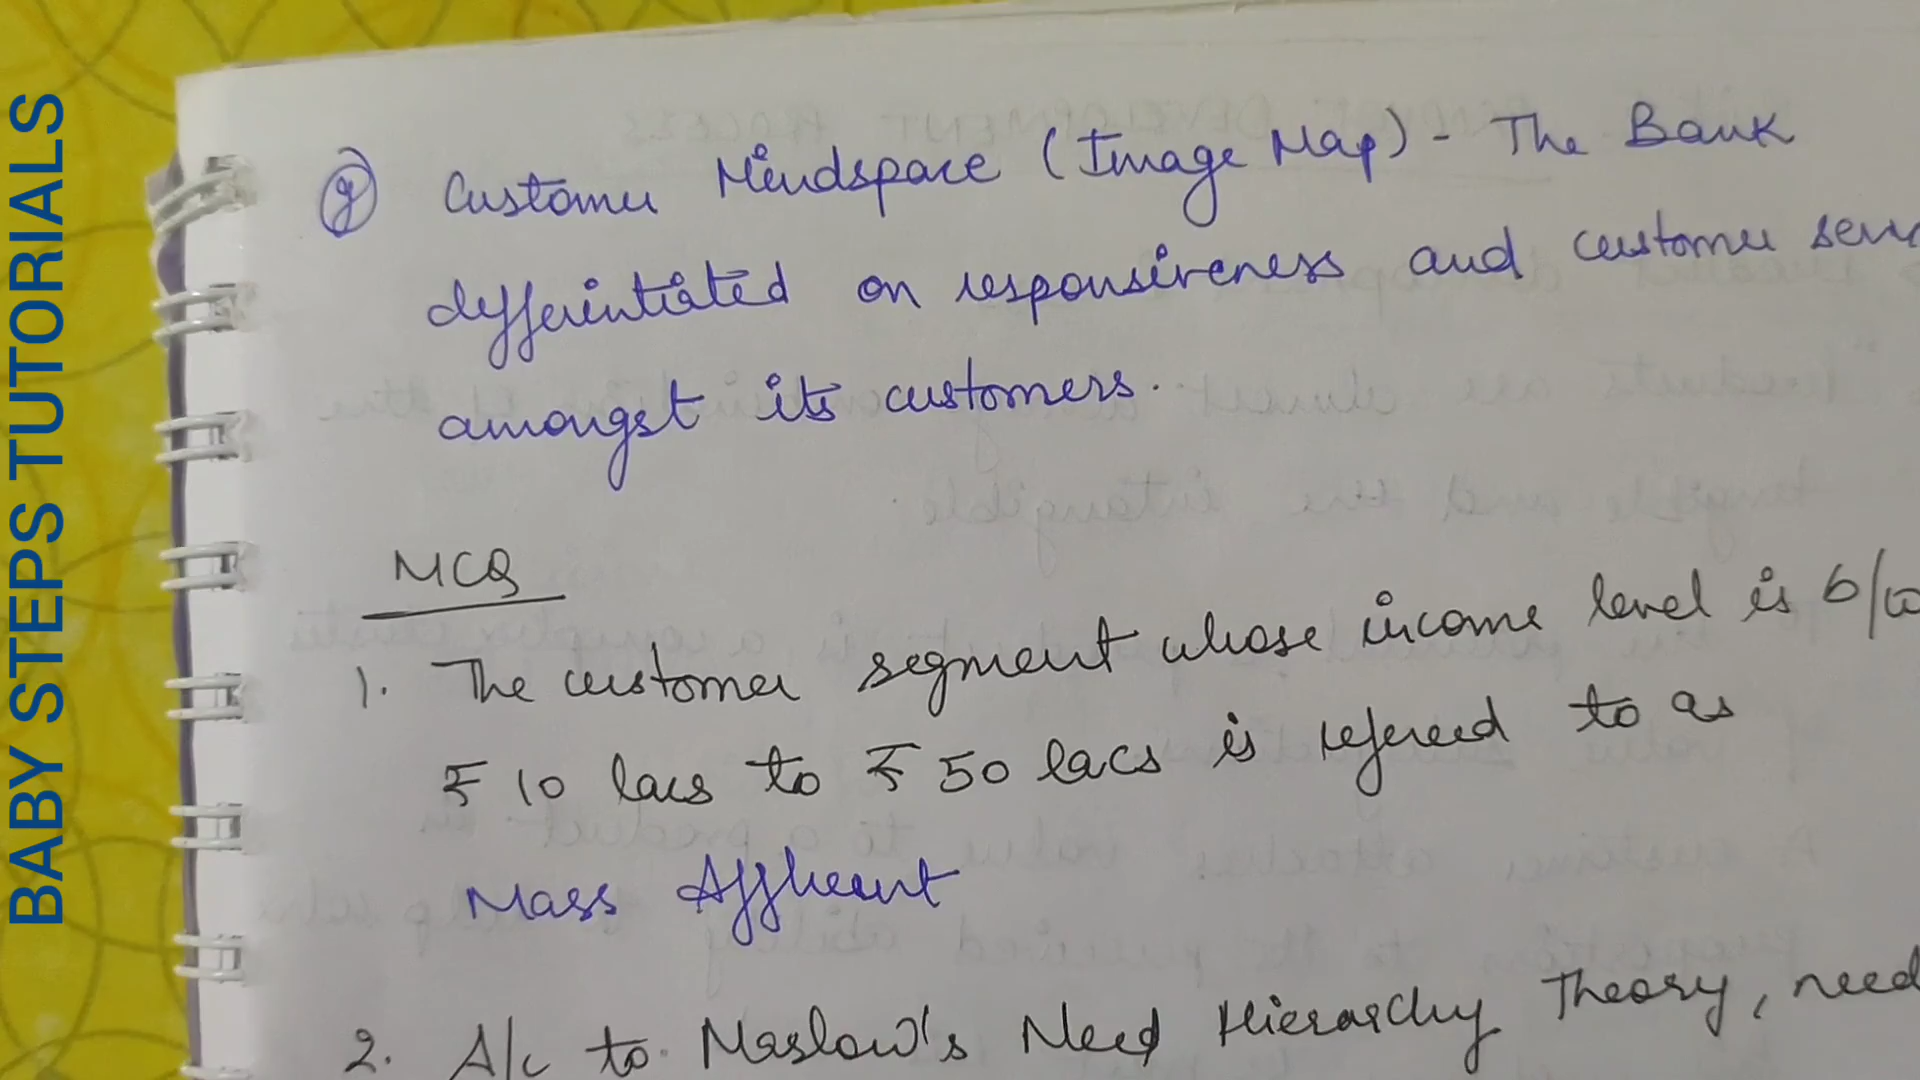 BABY STEPS TUTORIALS
g) Customer Mindspace (Image Map) - The Bank
differentiated on responsiveness and customer
amongst its customers.
MCQ
1. The customer segment whose income level is b/w
₹ 10 lacs to ₹ 50 lacs is refereed to as
Mass Affluent
2. A/c to Maslow's Need Hierarchy Theory, need